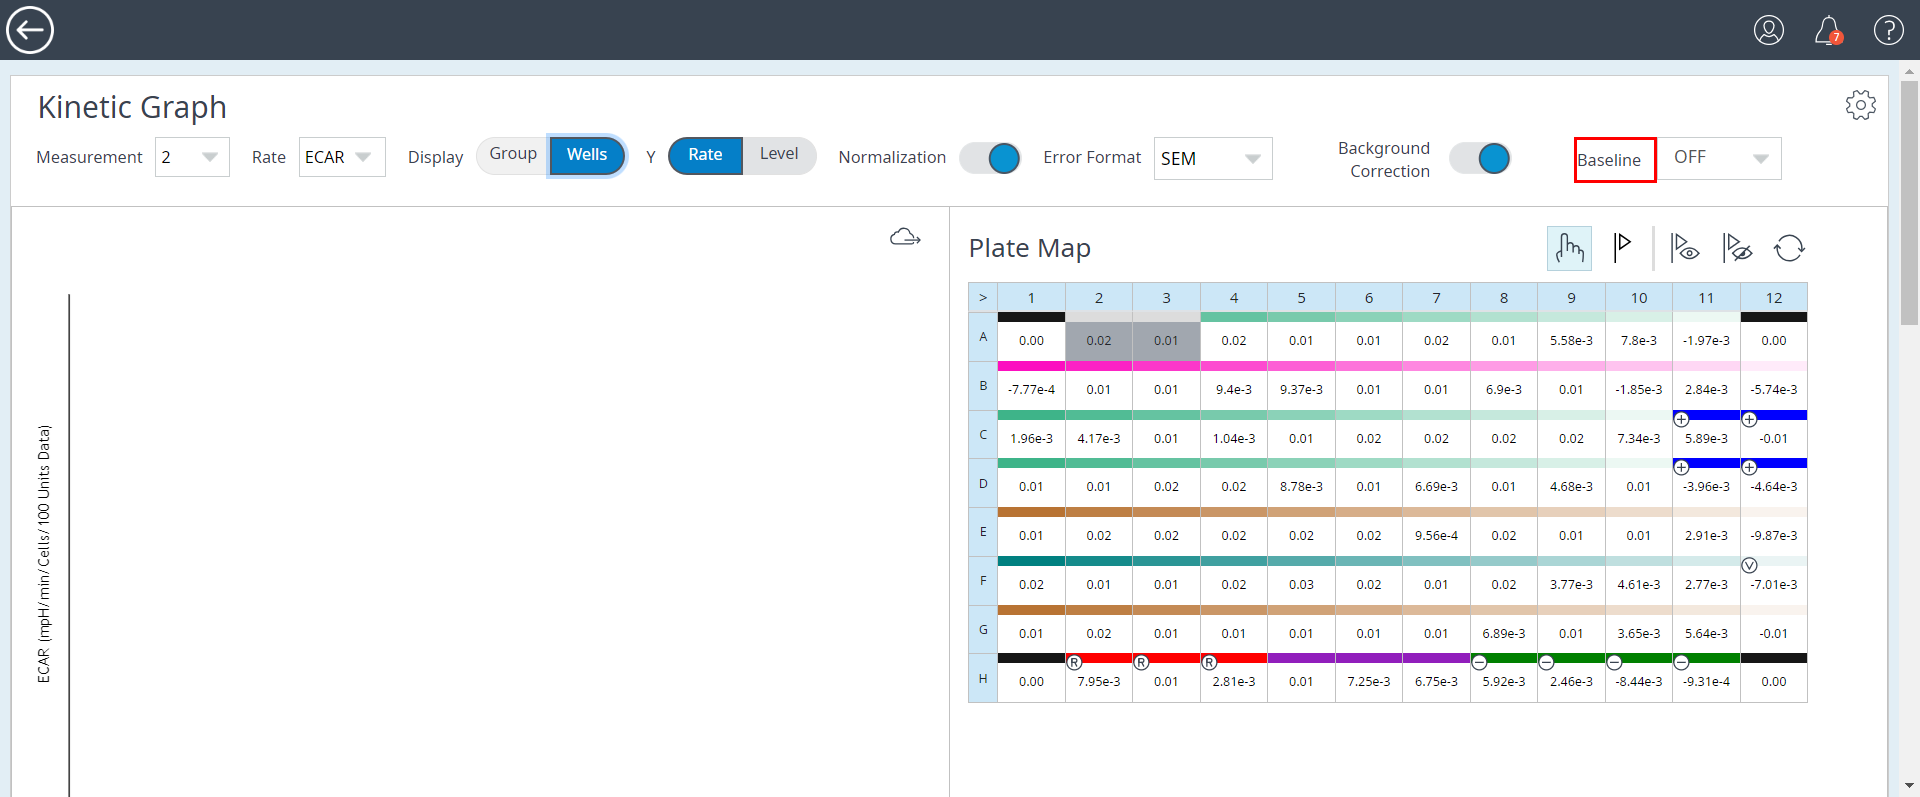 7
?
Kinetic Graph
Measurement 2 Rate ECAR Display Group Wells Y Rate Level Normalization Error Format SEM Background Correction Baseline OFF
ECAR (mpH/min/Cells/100 Units Data)
Plate Map
> 1 2 3 4 5 6 7 8 9 10 11 12
A 0.00 0.02 0.01 0.02 0.01 0.01 0.02 0.01 5.58e-3 7.8e-3 -1.97e-3 0.00
B -7.77e-4 0.01 0.01 9.4e-3 9.37e-3 0.01 0.01 6.9e-3 0.01 -1.85e-3 2.84e-3 -5.74e-3
+ +
C 1.96e-3 4.17e-3 0.01 1.04e-3 0.01 0.02 0.02 0.02 0.02 7.34e-3 5.89e-3 -0.01
+ +
D 0.01 0.01 0.02 0.02 8.78e-3 0.01 6.69e-3 0.01 4.68e-3 0.01 -3.96e-3 -4.64e-3
E 0.01 0.02 0.02 0.02 0.02 0.02 9.56e-4 0.02 0.01 0.01 2.91e-3 -9.87e-3
V
F 0.02 0.01 0.01 0.02 0.03 0.02 0.01 0.02 3.77e-3 4.61e-3 2.77e-3 -7.01e-3
G 0.01 0.02 0.01 0.01 0.01 0.01 0.01 6.89e-3 0.01 3.65e-3 5.64e-3 -0.01
R R R − − − −
H 0.00 7.95e-3 0.01 2.81e-3 0.01 7.25e-3 6.75e-3 5.92e-3 2.46e-3 -8.44e-3 -9.31e-4 0.00